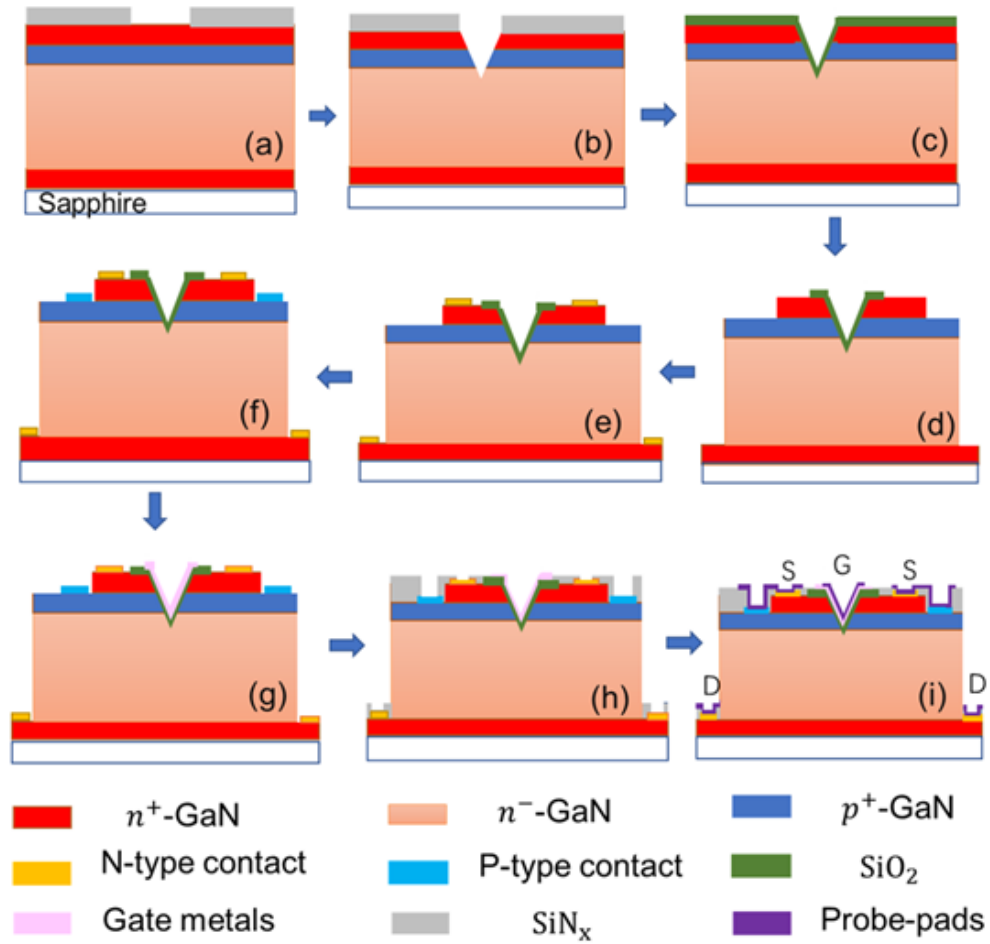 (a)
(b)
(c)
Sapphire
(f)
(e)
(d)
S G S
(g)
(h)
D (i) D
n⁺-GaN n⁻-GaN p⁺-GaN
N-type contact P-type contact SiO₂
Gate metals SiNₓ Probe-pads